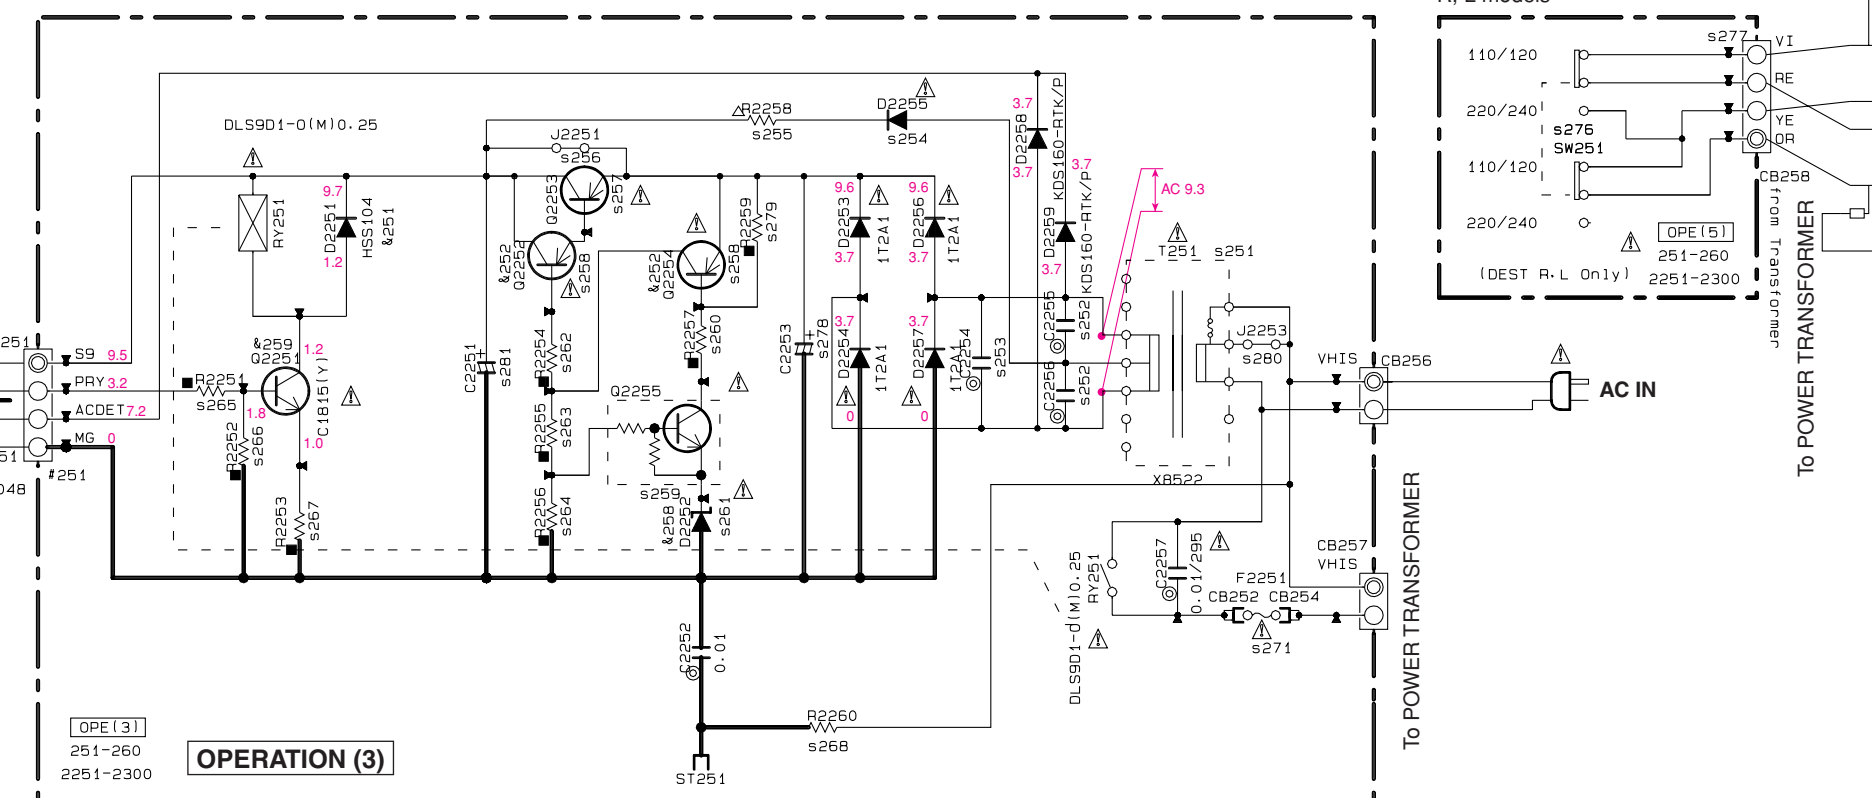 R, L models
s277
VI
110/120
RE
220/240
YE
s276
SW251
OR
110/120
CB258
220/240
OPE(5)
251-260
(DEST R.L Only)
2251-2300
from Transformer
To POWER TRANSFORMER
DLS9D1-O(M)0.25
R2258
s255
D2255
s254
J2251
s256
Q2253
s257
3.7
D2258
3.7
KDS160-RTK/P
3.7
D2259
3.7
KDS160-RTK/P
AC 9.3
RY251
9.7
D2251
1.2
HSS104
&251
&252
Q2252
s258
&252
Q2254
s258
R2259
s279
9.6
D2253
3.7
1T2A1
9.6
D2256
3.7
1T2A1
T251
s251
251
S9 9.5
PRY 3.2
ACDET 7.2
MG 0
51
#251
048
R2251
s265
&259
Q2251
1.2
1.8
1.0
C1815(Y)
R2252
s266
R2253
s267
C2251
s281
R2254
s262
R2255
s263
R2256
s264
R2257
s260
Q2255
s259
&258
D2252
s261
C2253
s278
3.7
D2254
1T2A1
0
3.7
D2257
1T2A1
0
C2254
s253
C2255
s252
C2256
s252
X8522
J2253
s280
VHIS
CB256
AC IN
DLS9D1-O(M)0.25
RY251
C2257
0.01/295
F2251
CB252
CB254
s271
CB257
VHIS
To POWER TRANSFORMER
C2252
0.01
R2260
s268
ST251
OPE(3)
251-260
2251-2300
OPERATION (3)